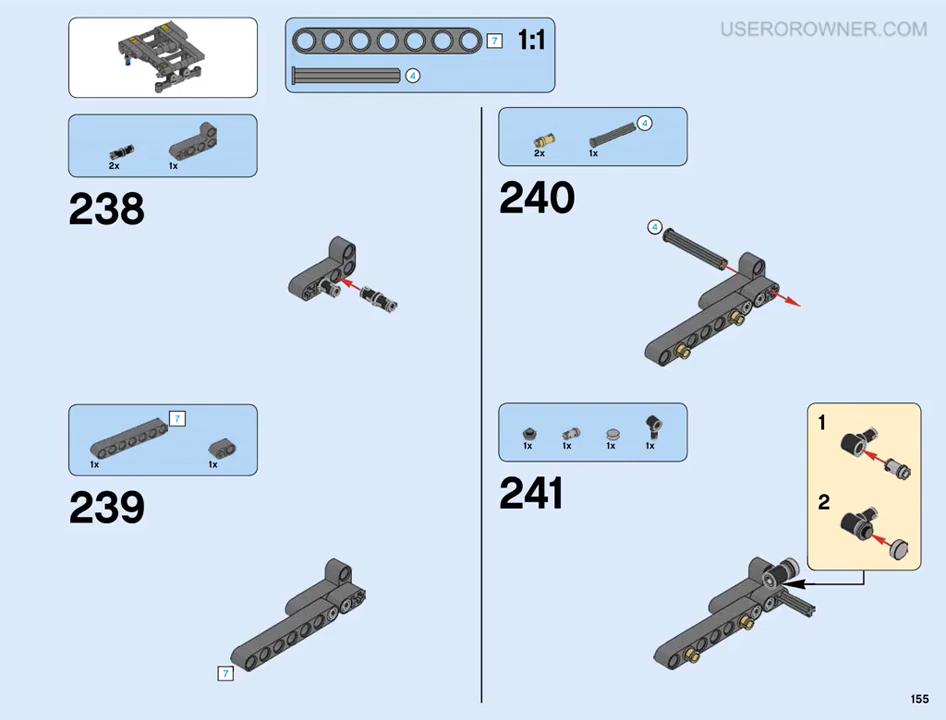 USEROROWNER.COM
7 1:1
4
2x 1x
238
7
1x 1x
239
7
4
2x 1x
240
4
1x 1x 1x 1x
241
1
2
155